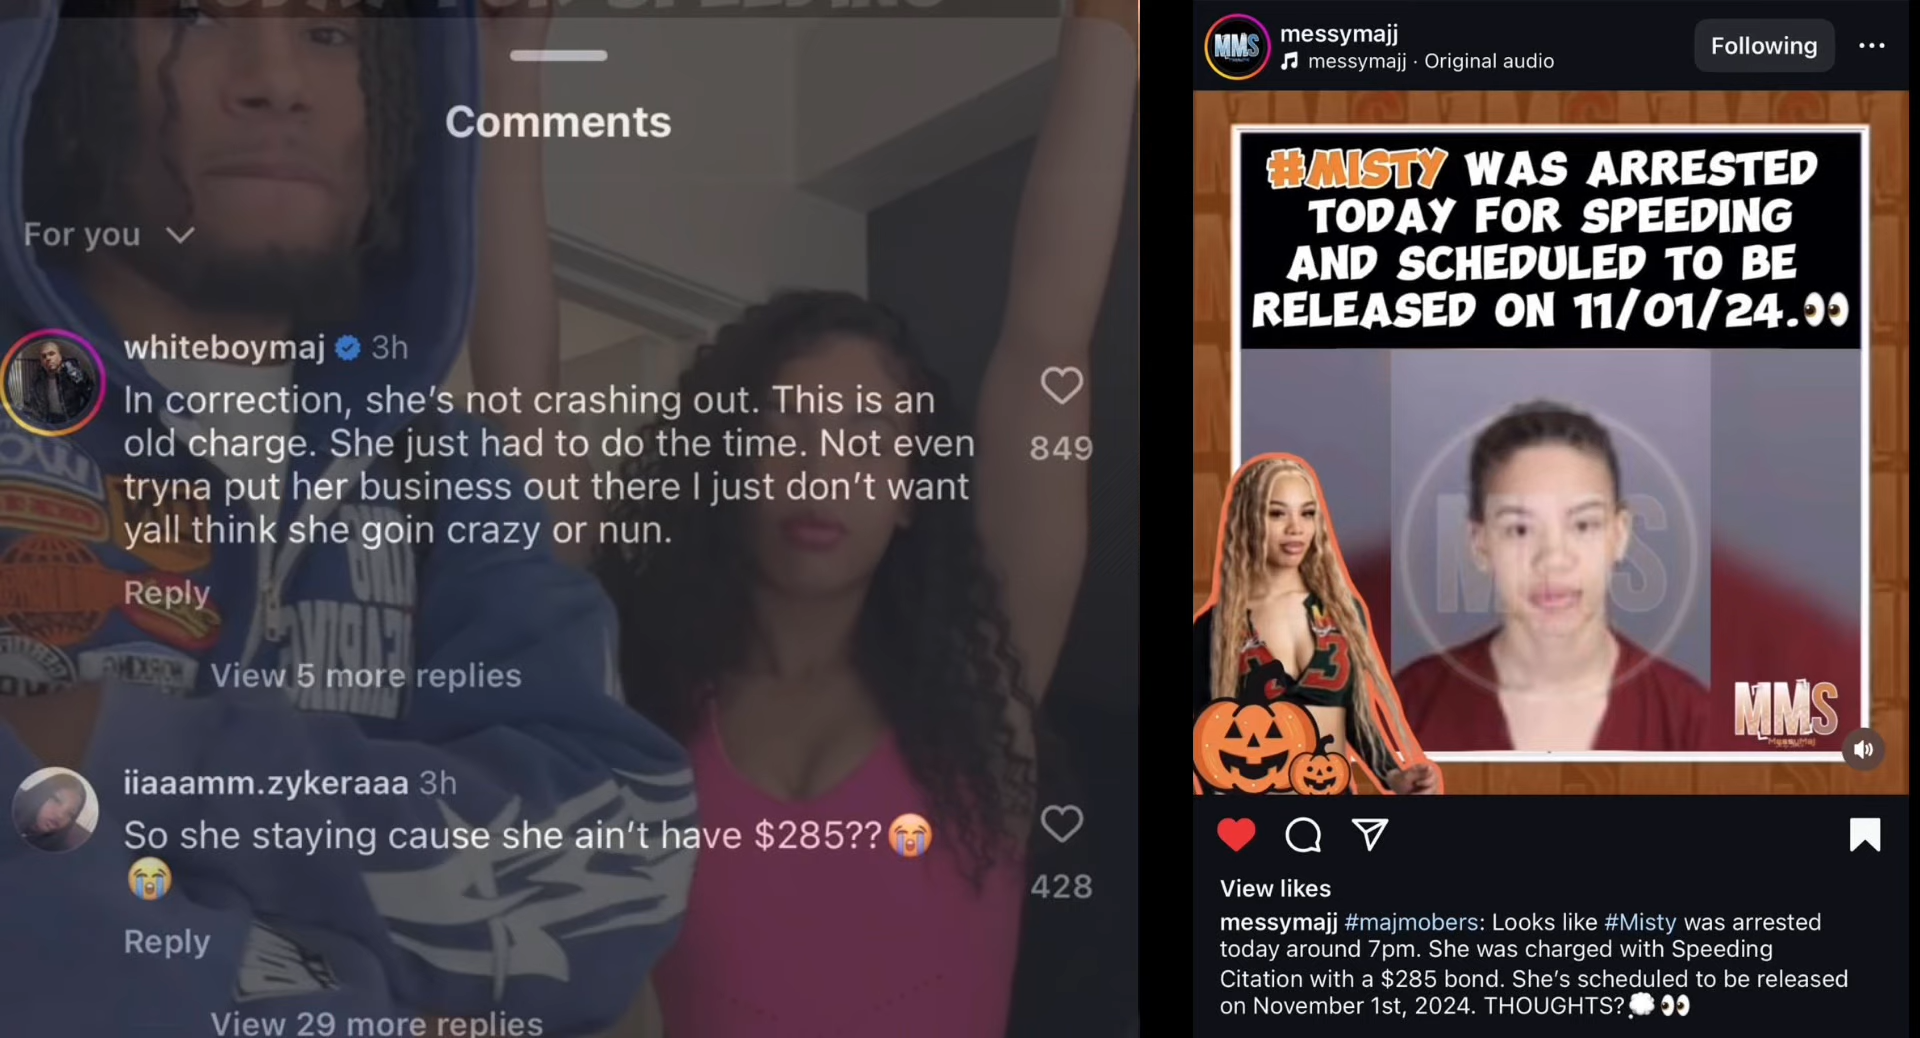 Comments
For you
whiteboymaj 3h
In correction, she's not crashing out. This is an
old charge. She just had to do the time. Not even
tryna put her business out there I just don't want
yall think she goin crazy or nun.
849
Reply
View 5 more replies
iiaaamm.zykeraaa 3h
So she staying cause she ain't have $285??😭
😭
428
Reply
View 29 more replies
MMS
messymajj
messymajj · Original audio
Following
#MISTY WAS ARRESTED
TODAY FOR SPEEDING
AND SCHEDULED TO BE
RELEASED ON 11/01/24.👀
MMS
3
MMS
MessyMajj
View likes
messymajj #majmobers: Looks like #Misty was arrested
today around 7pm. She was charged with Speeding
Citation with a $285 bond. She's scheduled to be released
on November 1st, 2024. THOUGHTS?💭👀